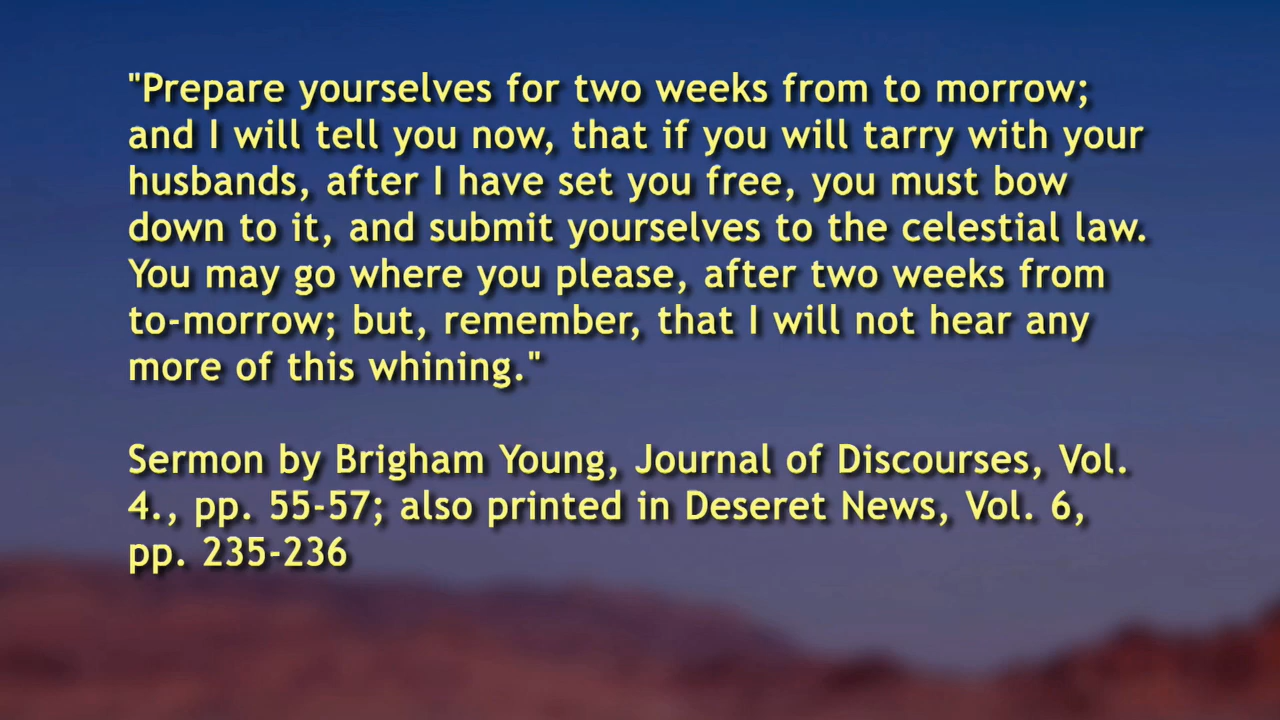 "Prepare yourselves for two weeks from to morrow;
and I will tell you now, that if you will tarry with your
husbands, after I have set you free, you must bow
down to it, and submit yourselves to the celestial law.
You may go where you please, after two weeks from
to-morrow; but, remember, that I will not hear any
more of this whining."
Sermon by Brigham Young, Journal of Discourses, Vol.
4., pp. 55-57; also printed in Deseret News, Vol. 6,
pp. 235-236